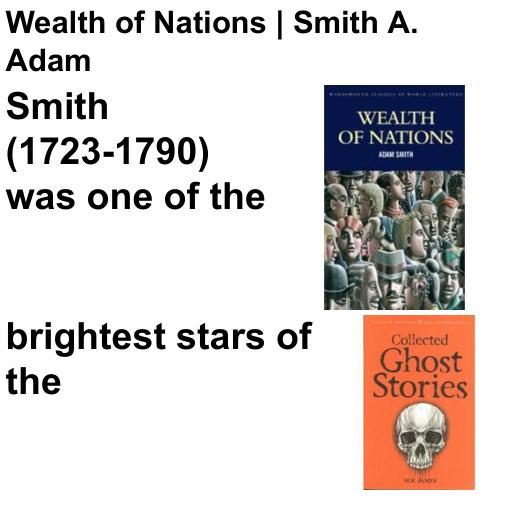 Wealth of Nations | Smith A.
Adam
Smith
(1723-1790)
was one of the
WORDSWORTH CLASSICS OF WORLD LITERATURE
WEALTH
OF NATIONS
ADAM SMITH
brightest stars of
the
Collected
Ghost
Stories
M.R. JAMES